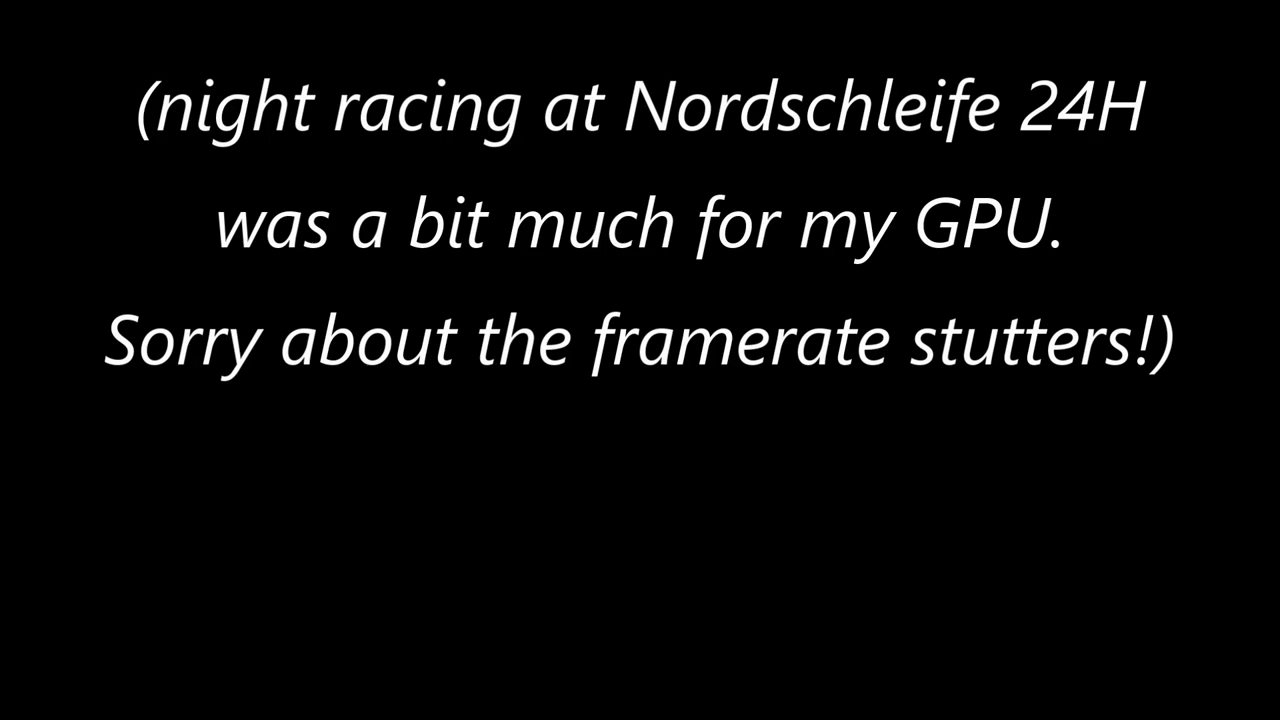 (night racing at Nordschleife 24H
was a bit much for my GPU.
Sorry about the framerate stutters!)